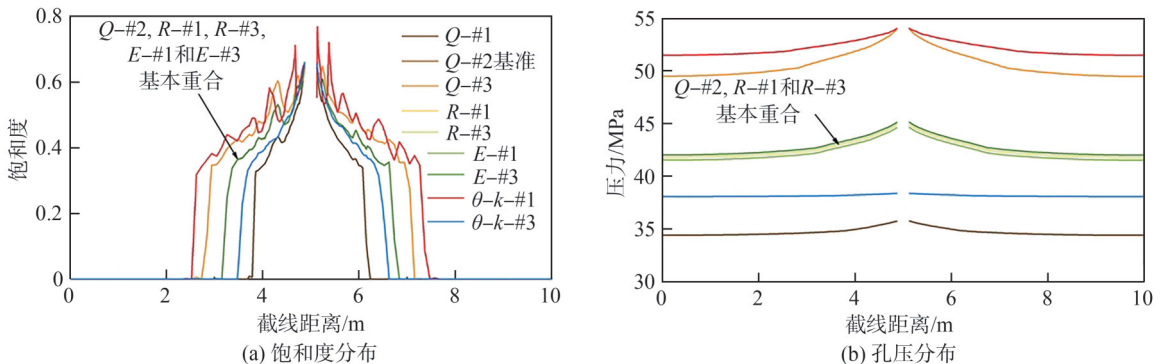 Q-#2, R-#1, R-#3,
E-#1和E-#3
基本重合
Q-#1
Q-#2基准
Q-#3
R-#1
R-#3
E-#1
E-#3
θ-k-#1
θ-k-#3
饱和度
0.8
0.6
0.4
0.2
0
0
2
4
6
8
10
截线距离/m
(a) 饱和度分布
Q-#2, R-#1和R-#3
基本重合
压力/MPa
55
50
45
40
35
30
0
2
4
6
8
10
截线距离/m
(b) 孔压分布